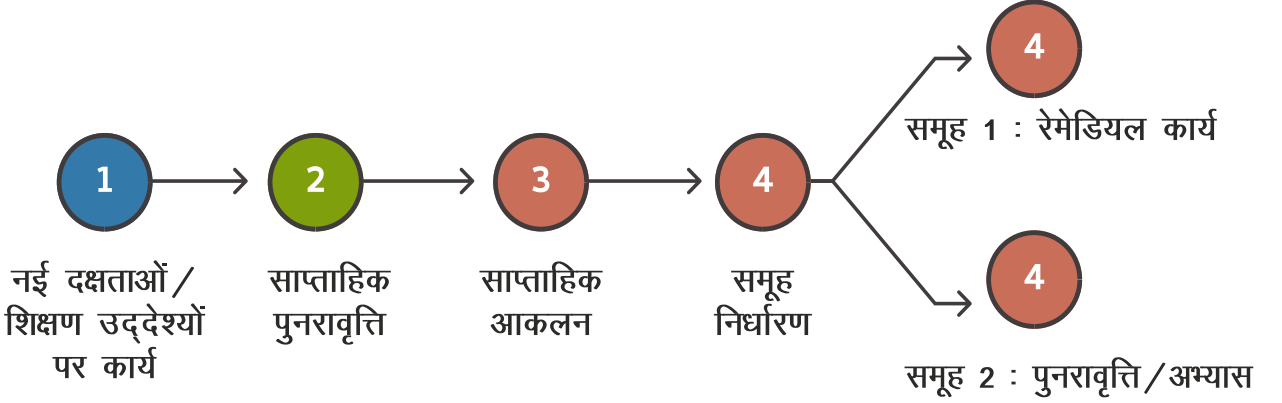 1
नई दक्षताओं/
शिक्षण उद्देश्यों
पर कार्य
2
साप्ताहिक
पुनरावृत्ति
3
साप्ताहिक
आकलन
4
समूह
निर्धारण
4
समूह 1 : रेमेडियल कार्य
4
समूह 2 : पुनरावृत्ति/अभ्यास